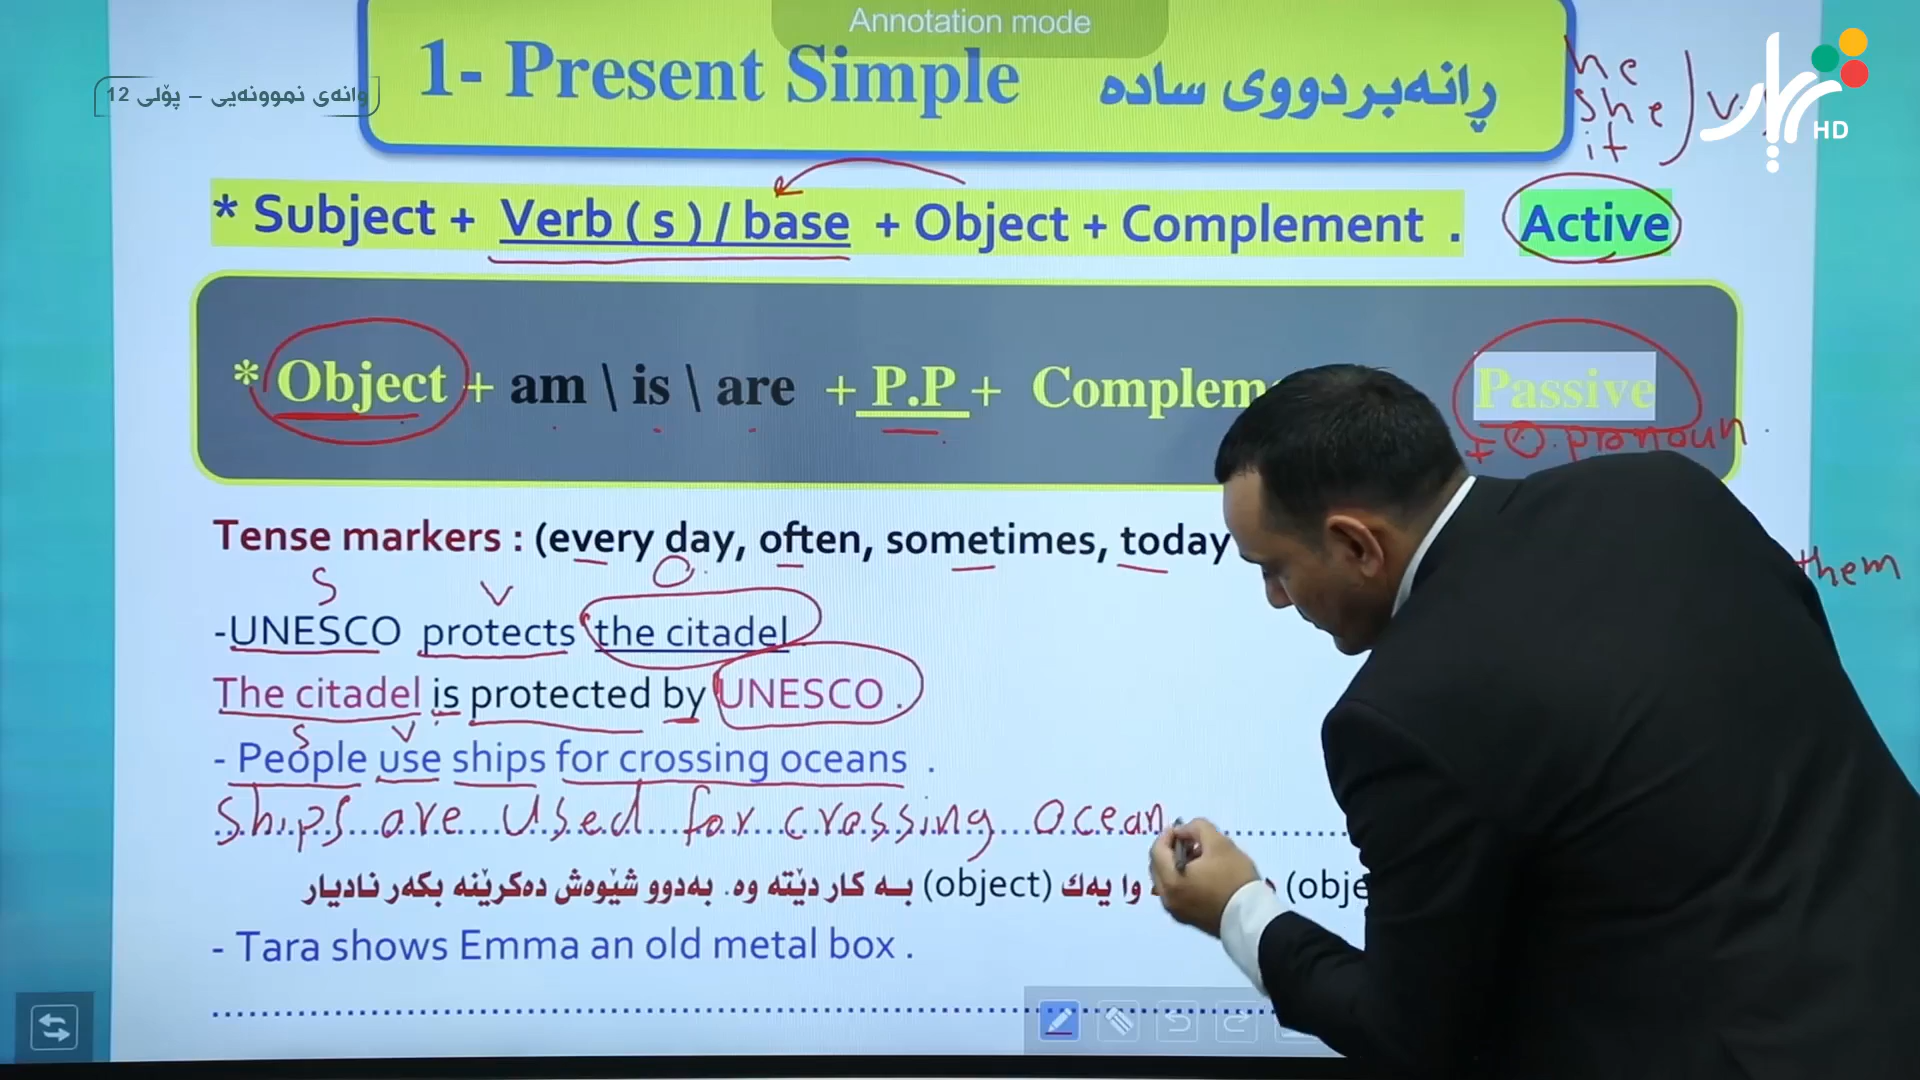 Annotation mode
1- Present Simple ڕانەبردووی سادە
وانەی نموونەیی – پۆلی 12
he
she
it
HD
* Subject + Verb ( s ) / base + Object + Complement . Active
* Object + am \ is \ are + P.P + Complem Passive
+ O. pronoun
Tense markers : (every day, often, sometimes, today
them
S V O
-UNESCO protects the citadel
The citadel is protected by UNESCO .
S V
- People use ships for crossing oceans .
Ships are used for crossing ocean
(obje وا یەك (object) بە کار دێتە وە. بەدوو شێوەش دەکرێنە بکەر نادیار
- Tara shows Emma an old metal box .